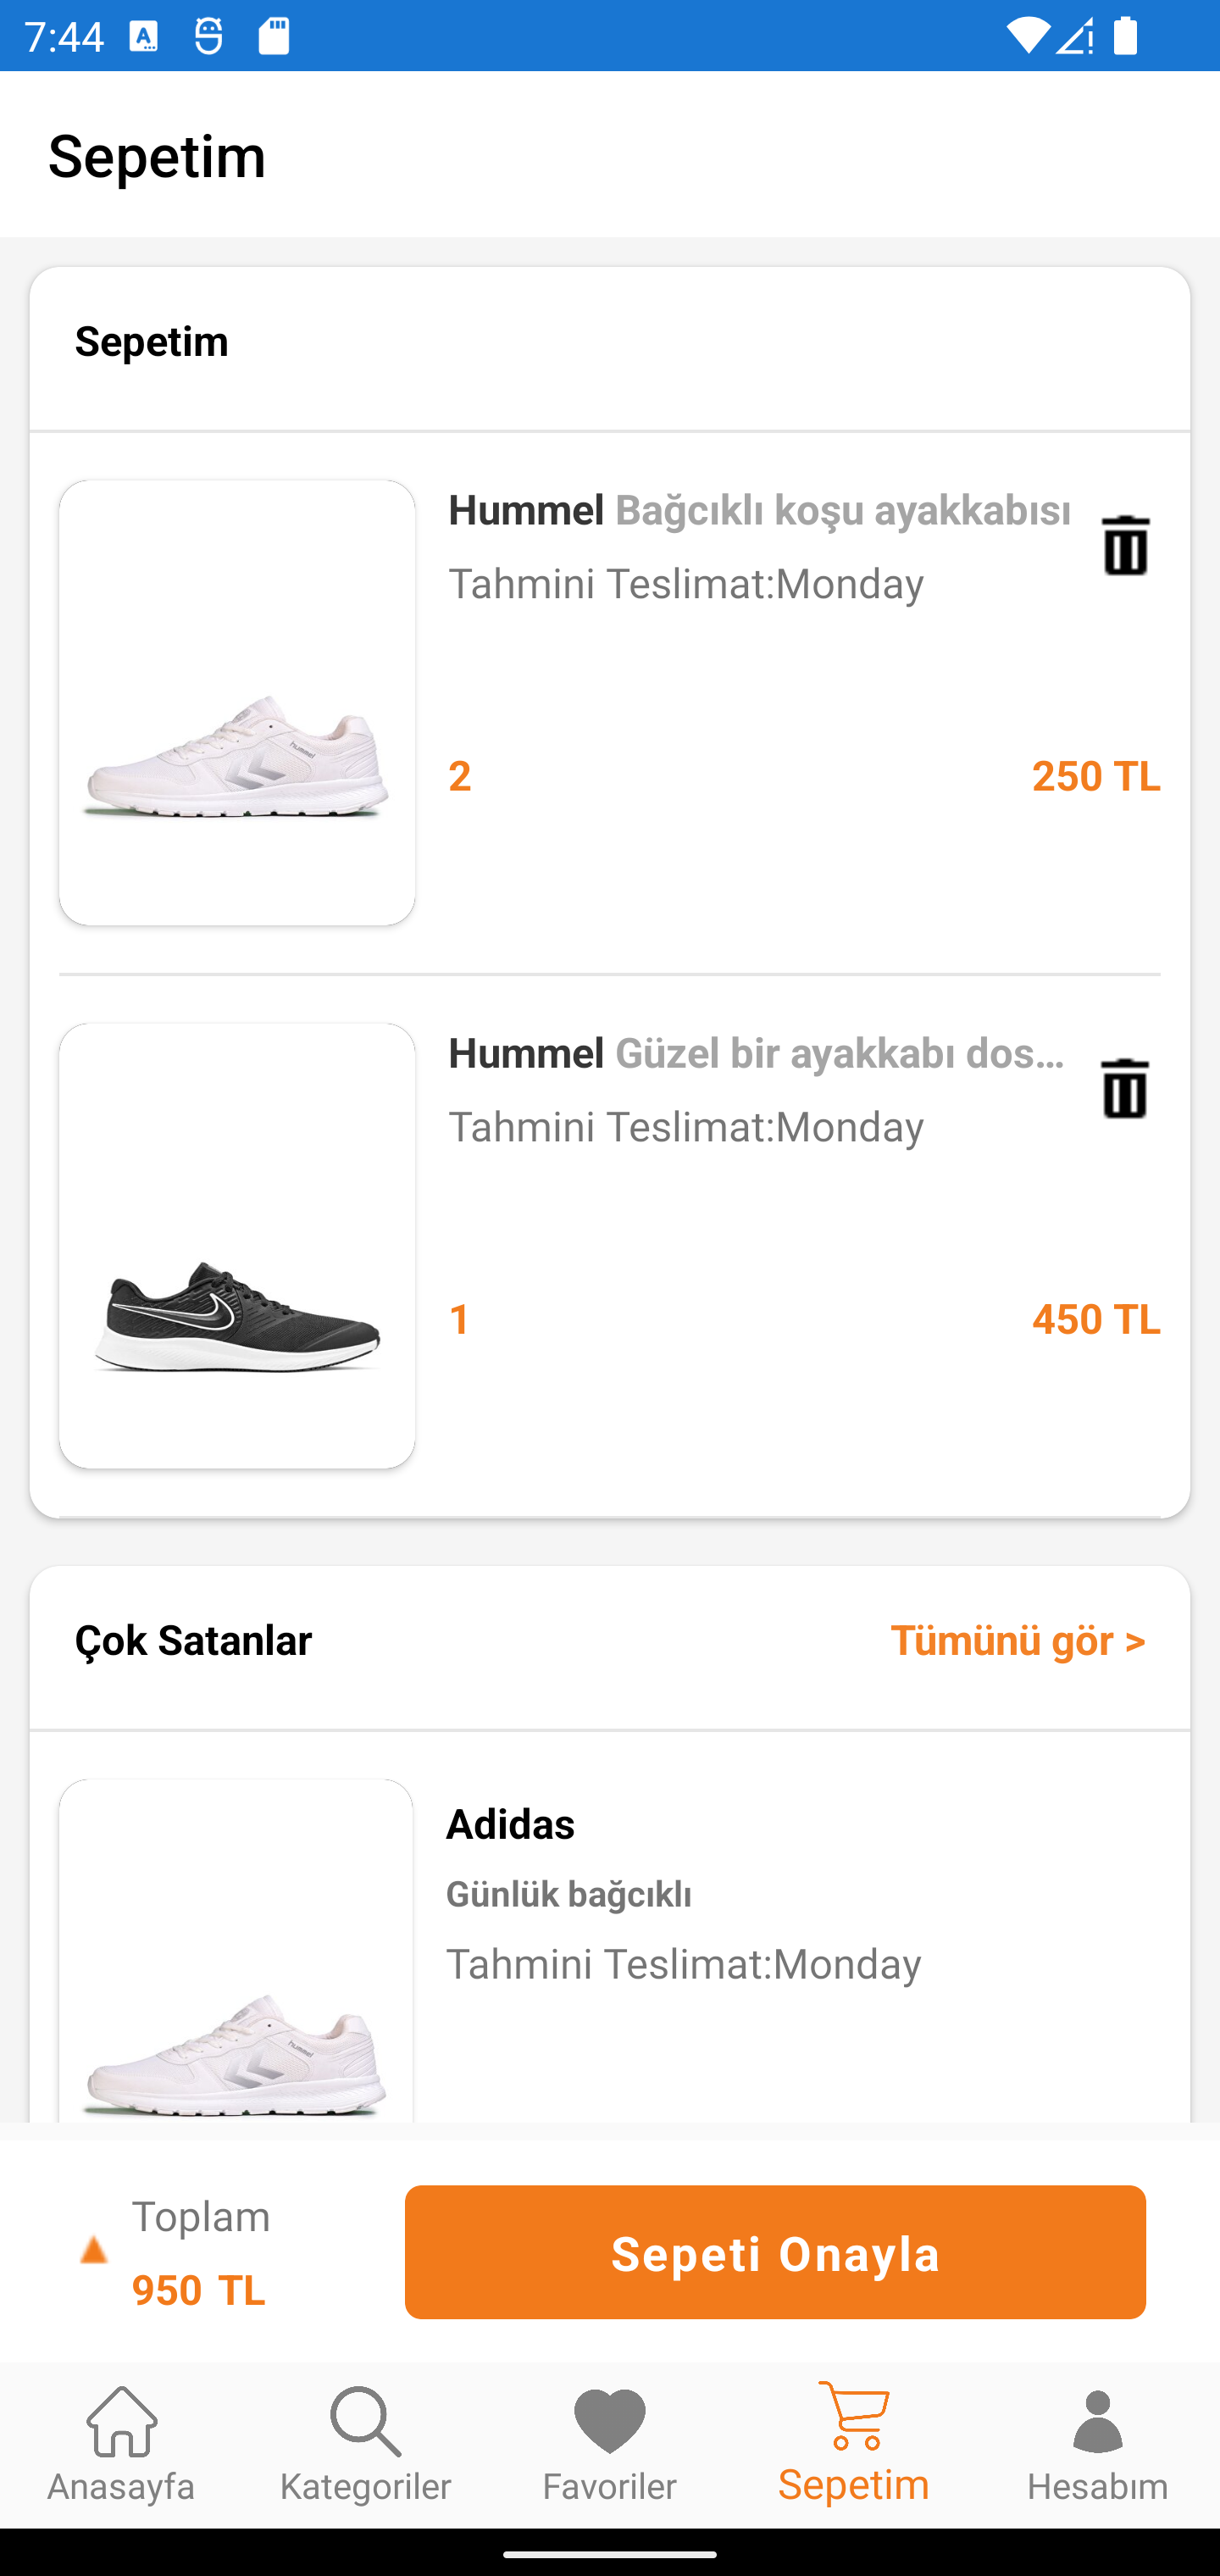 7:44
Sepetim
Sepetim
Hummel Bağcıklı koşu ayakkabısı
Tahmini Teslimat:Monday
hummel
2
250 TL
Hummel Güzel bir ayakkabı dos...
Tahmini Teslimat:Monday
1
450 TL
Çok Satanlar
Tümünü gör >
Adidas
Günlük bağcıklı
Tahmini Teslimat:Monday
hummel
Toplam
950 TL
Sepeti Onayla
Anasayfa
Kategoriler
Favoriler
Sepetim
Hesabım